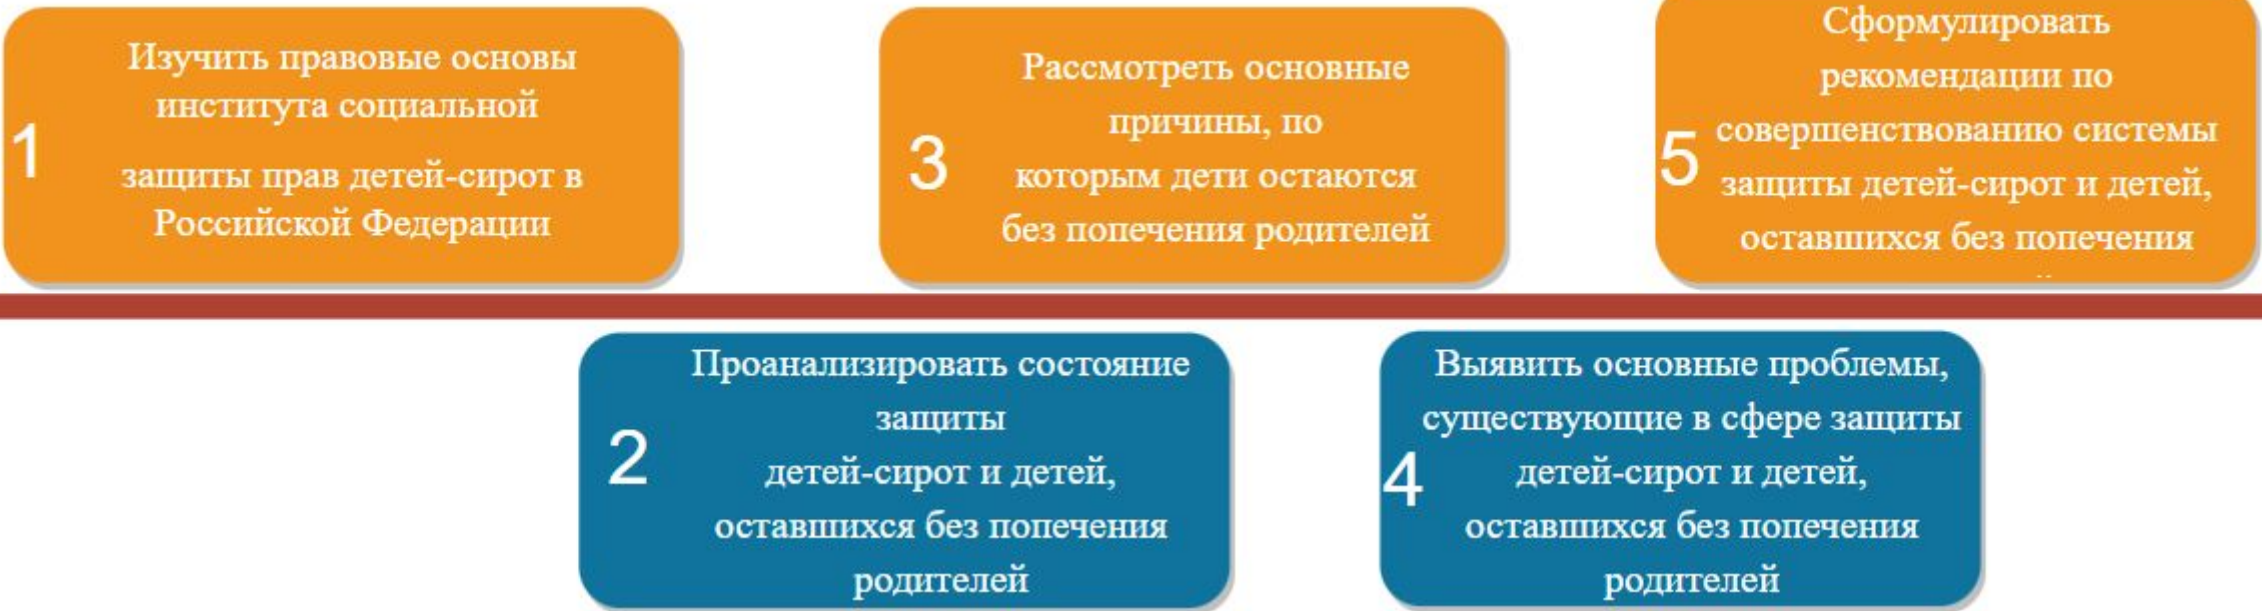 1
Изучить правовые основы
института социальной
защиты прав детей-сирот в
Российской Федерации
2
Проанализировать состояние
защиты
детей-сирот и детей,
оставшихся без попечения
родителей
3
Рассмотреть основные
причины, по
которым дети остаются
без попечения родителей
4
Выявить основные проблемы,
существующие в сфере защиты
детей-сирот и детей,
оставшихся без попечения
родителей
5
Сформулировать
рекомендации по
совершенствованию системы
защиты детей-сирот и детей,
оставшихся без попечения